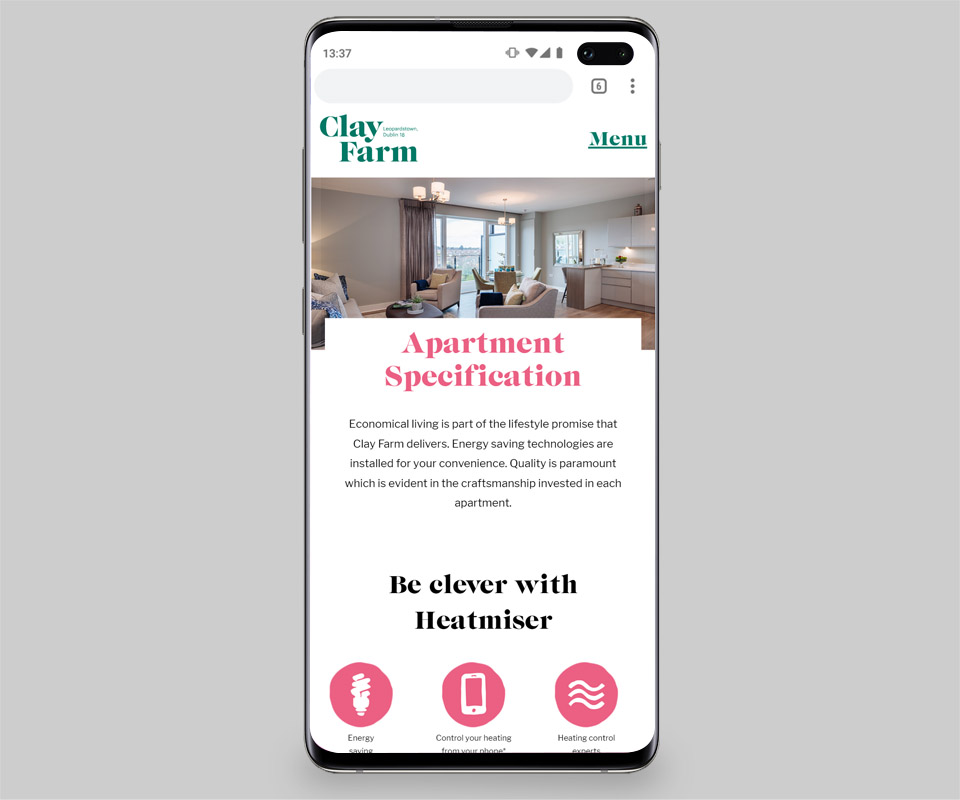 13:37
6
Clay
Leopardstown,
Dublin 18
Farm
Menu
Apartment
Specification
Economical living is part of the lifestyle promise that
Clay Farm delivers. Energy saving technologies are
installed for your convenience. Quality is paramount
which is evident in the craftsmanship invested in each
apartment.
Be clever with
Heatmiser
Energy
saving
Control your heating
from your phone*
Heating control
experts